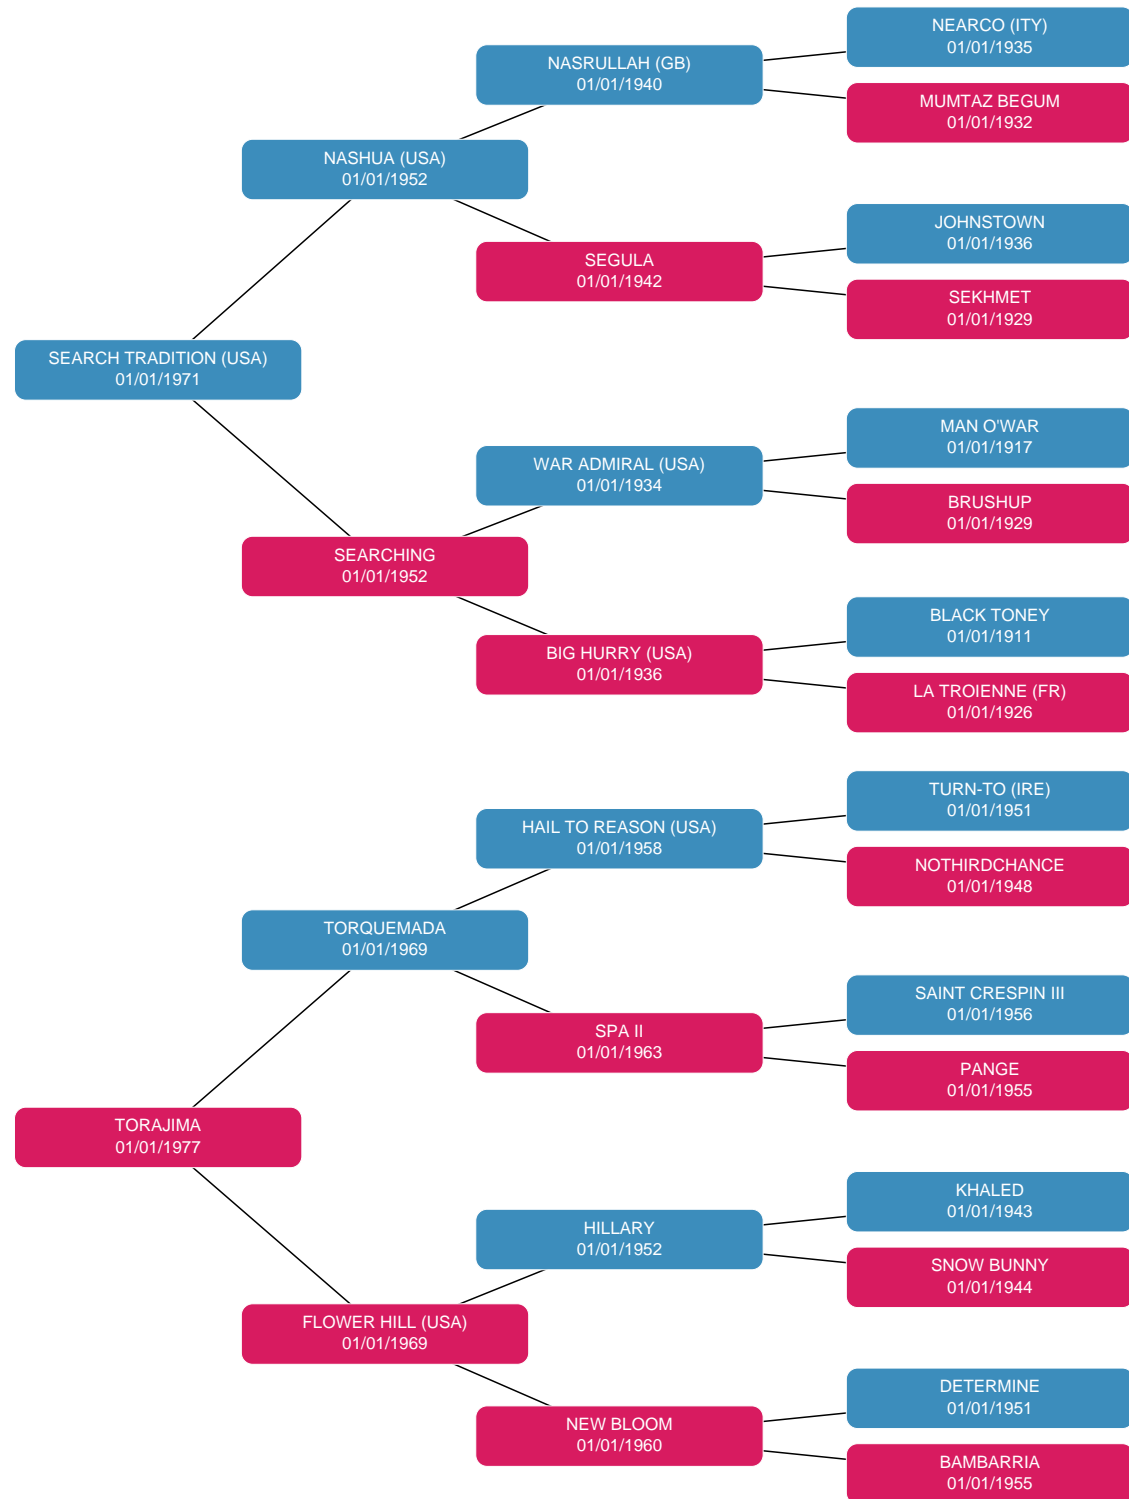 NEARCO (ITY)
01/01/1935
NASRULLAH (GB)
01/01/1940
MUMTAZ BEGUM
01/01/1932
NASHUA (USA)
01/01/1952
JOHNSTOWN
01/01/1936
SEGULA
01/01/1942
SEKHMET
01/01/1929
SEARCH TRADITION (USA)
01/01/1971
MAN O'WAR
01/01/1917
WAR ADMIRAL (USA)
01/01/1934
BRUSHUP
01/01/1929
SEARCHING
01/01/1952
BLACK TONEY
01/01/1911
BIG HURRY (USA)
01/01/1936
LA TROIENNE (FR)
01/01/1926
TURN-TO (IRE)
01/01/1951
HAIL TO REASON (USA)
01/01/1958
NOTHIRDCHANCE
01/01/1948
TORQUEMADA
01/01/1969
SAINT CRESPIN III
01/01/1956
SPA II
01/01/1963
PANGE
01/01/1955
TORAJIMA
01/01/1977
KHALED
01/01/1943
HILLARY
01/01/1952
SNOW BUNNY
01/01/1944
FLOWER HILL (USA)
01/01/1969
DETERMINE
01/01/1951
NEW BLOOM
01/01/1960
BAMBARRIA
01/01/1955